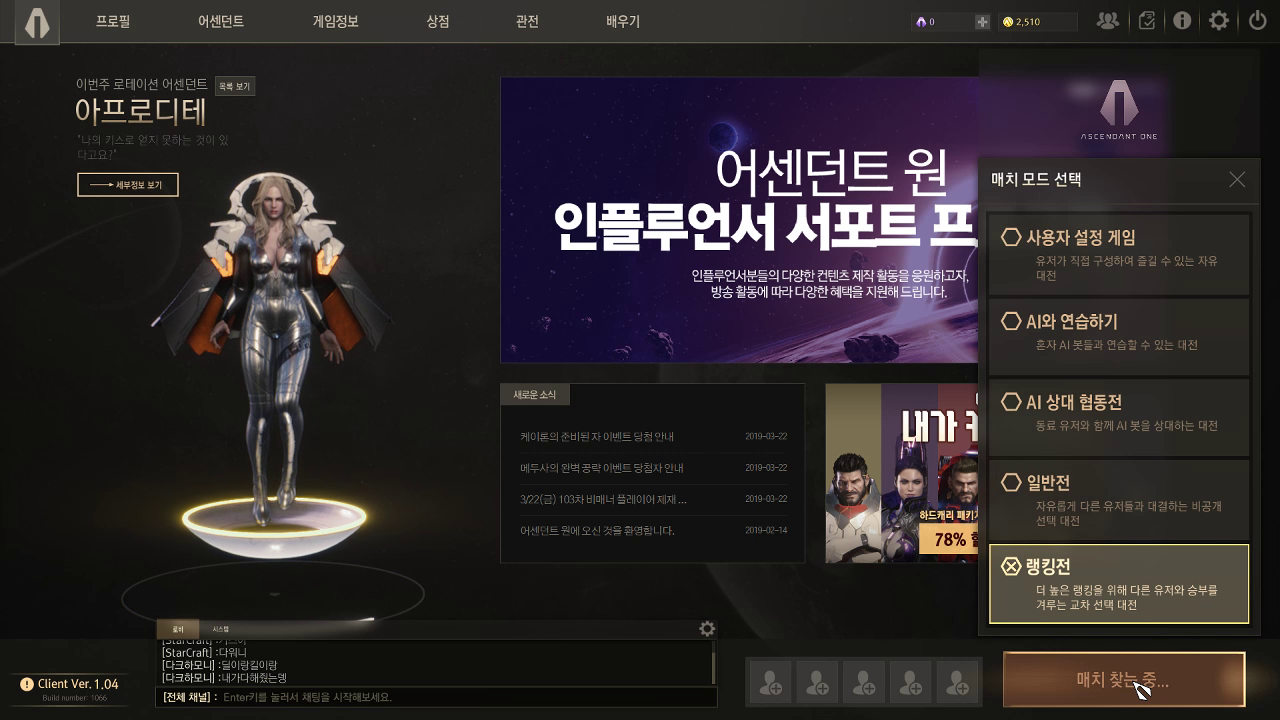 프로필
어센던트
게임정보
상점
관전
배우기
0
2,510
이번주 로테이션 어센던트
목록 보기
아프로디테
"나의 키스로 얻지 못하는 것이 있
다고요?"
세부정보 보기
어센던트 원
인플루언서 서포트 프
인플루언서분들의 다양한 컨텐츠 제작 활동을 응원하고자,
방송 활동에 따라 다양한 혜택을 지원해 드립니다.
ASCENDANT ONE
매치 모드 선택
사용자 설정 게임
유저가 직접 구성하여 즐길 수 있는 자유
대전
AI와 연습하기
혼자 AI 봇들과 연습할 수 있는 대전
AI 상대 협동전
동료 유저와 함께 AI 봇을 상대하는 대전
일반전
자유롭게 다른 유저들과 대결하는 비공개
선택 대전
랭킹전
더 높은 랭킹을 위해 다른 유저와 승부를
겨루는 교차 선택 대전
새로운 소식
케이론의 준비된 자 이벤트 당첨 안내 2019-03-22
메두사의 완벽 공략 이벤트 당첨자 안내 2019-03-22
3/22(금) 103차 비매너 플레이어 제재 ... 2019-03-22
어센던트 원에 오신 것을 환영합니다. 2019-02-14
내가
하드캐리 패키지
78%
로비
시스템
[StarCraft] :
[StarCraft] :다워니
[다크하모니] :딜이랑킬이랑
[다크하모니] :내가다해줬는뎅
[전체 채널] : Enter키를 눌러서 채팅을 시작해보세요.
Client Ver. 1.04
Build number: 1066
매치 찾는 중...